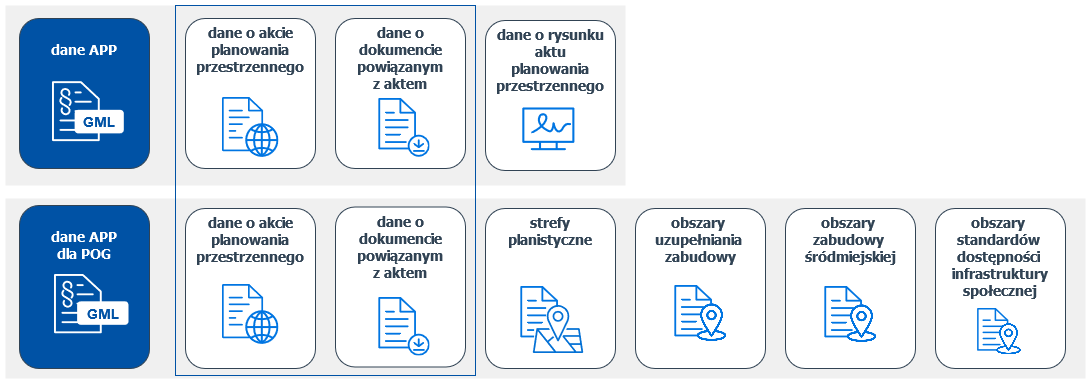 dane APP
§
GML
dane o akcie
planowania
przestrzennego
dane o
dokumencie
powiązanym
z aktem
dane o rysunku
aktu
planowania
przestrzennego
dane APP
dla POG
§
GML
dane o akcie
planowania
przestrzennego
dane o
dokumencie
powiązanym
z aktem
strefy
planistyczne
obszary
uzupełniania
zabudowy
obszary
zabudowy
śródmiejskiej
obszary
standardów
dostępności
infrastruktury
społecznej